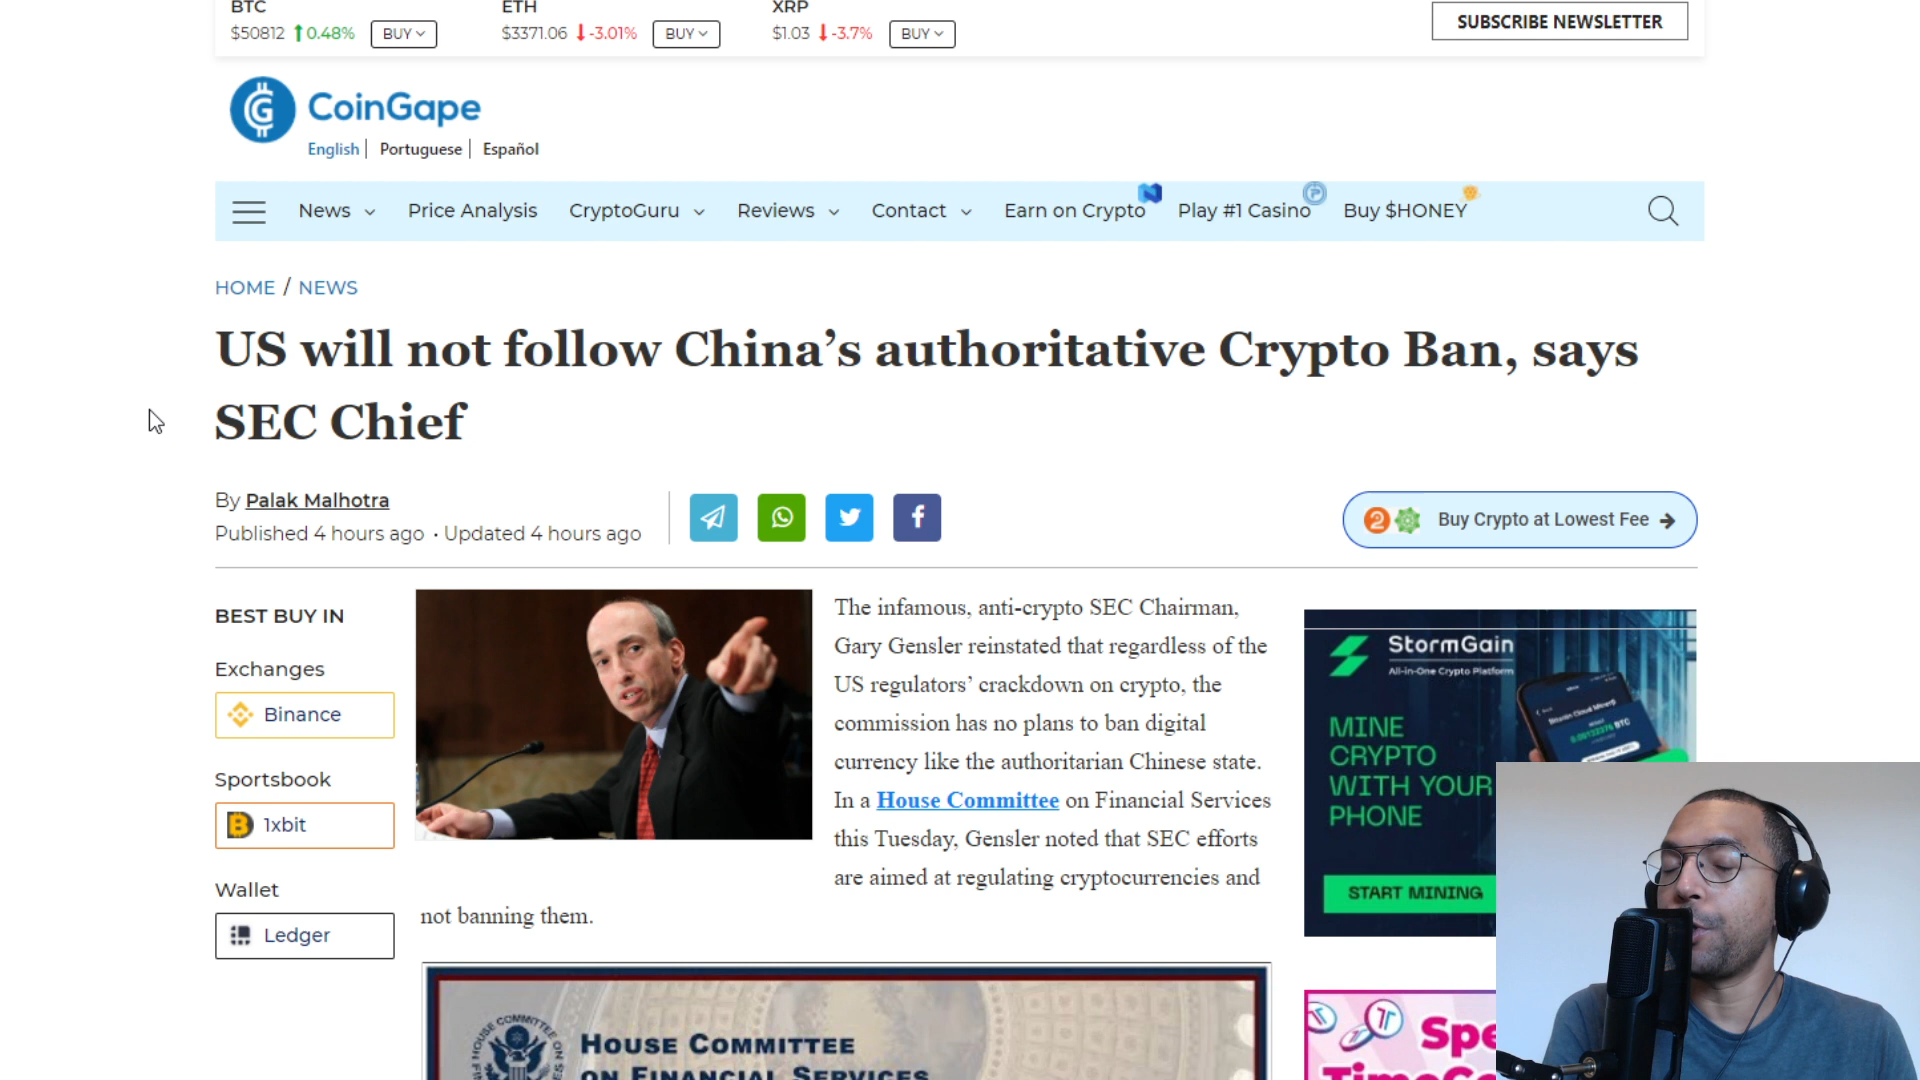 BTC
$50812 0.48% BUY
ETH
$3371.06 -3.01% BUY
XRP
$1.03 -3.7% BUY
SUBSCRIBE NEWSLETTER
CoinGape
English | Portuguese | Español
News Price Analysis CryptoGuru Reviews Contact Earn on Crypto Play #1 Casino Buy $HONEY
HOME / NEWS
US will not follow China’s authoritative Crypto Ban, says
SEC Chief
By Palak Malhotra
Published 4 hours ago · Updated 4 hours ago
Buy Crypto at Lowest Fee
BEST BUY IN
Exchanges
Binance
Sportsbook
1xbit
Wallet
Ledger
The infamous, anti-crypto SEC Chairman,
Gary Gensler reinstated that regardless of the
US regulators’ crackdown on crypto, the
commission has no plans to ban digital
currency like the authoritarian Chinese state.
In a House Committee on Financial Services
this Tuesday, Gensler noted that SEC efforts
are aimed at regulating cryptocurrencies and
not banning them.
HOUSE COMMITTEE
ON FINANCIAL SERVICES
StormGain
All-in-One Crypto Platform
MINE
CRYPTO
WITH YOUR
PHONE
START MINING